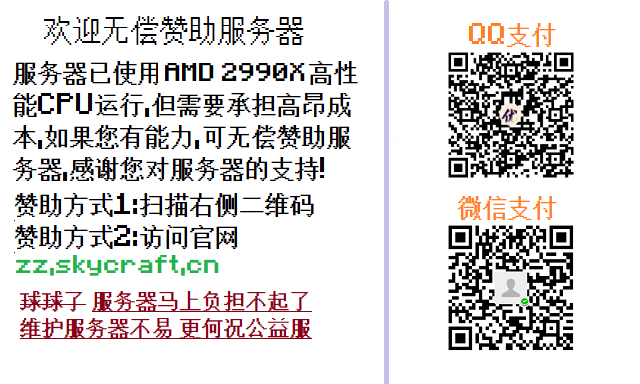 欢迎无偿赞助服务器
服务器已使用AMD 2990X高性
能CPU运行,但需要承担高昂成
本,如果您有能力,可无偿赞助服
务器,感谢您对服务器的支持!
赞助方式1:扫描右侧二维码
赞助方式2:访问官网
zz.skycraft.cn
球球子 服务器马上负担不起了
维护服务器不易 更何况公益服
QQ支付
微信支付